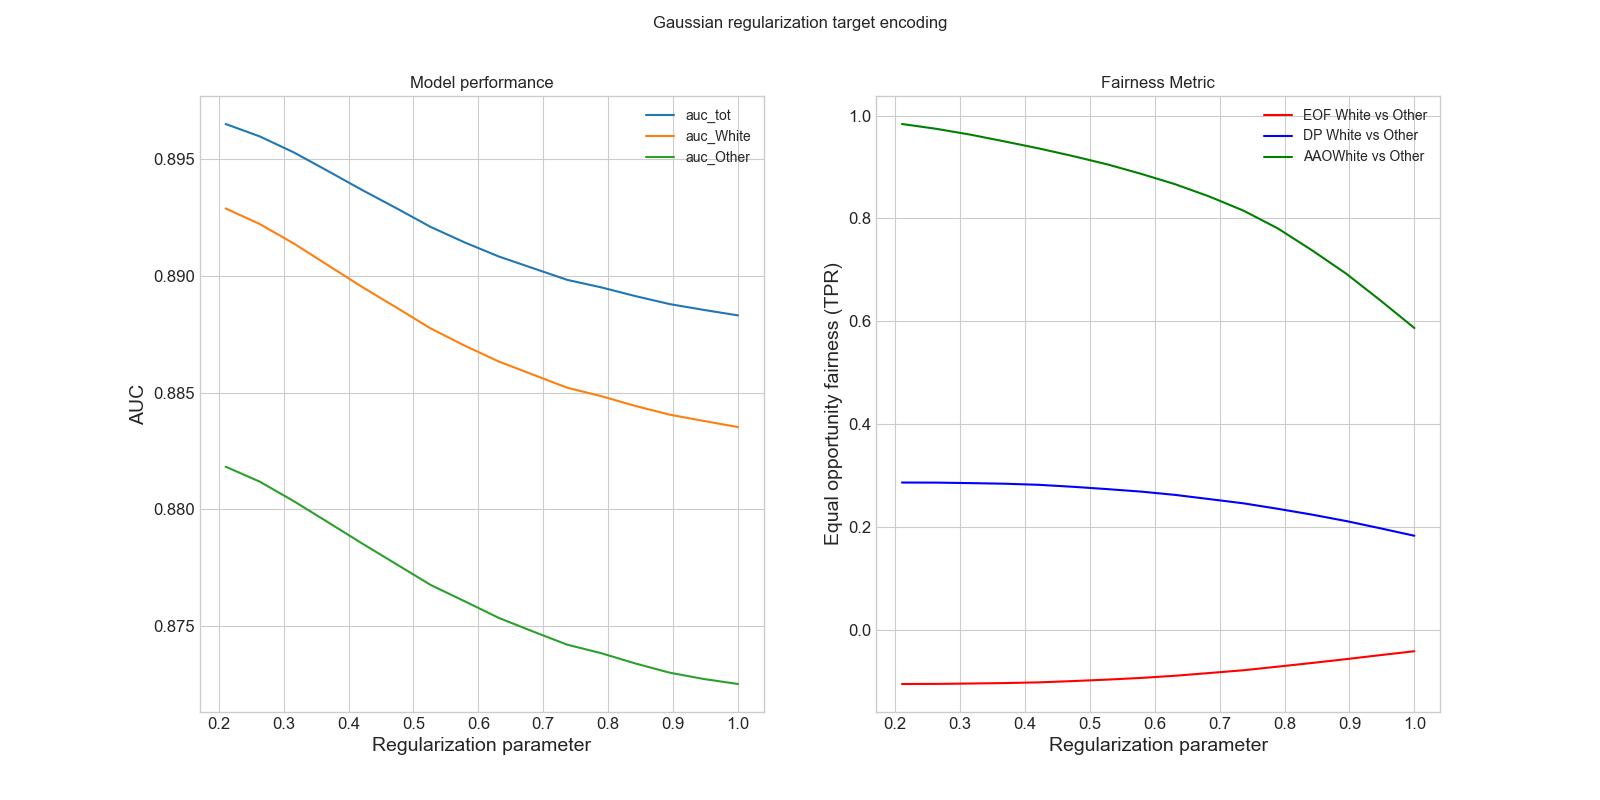 Gaussian regularization target encoding
Model performance
auc_tot
auc_White
auc_Other
0.895
0.890
0.885
0.880
0.875
AUC
0.2 0.3 0.4 0.5 0.6 0.7 0.8 0.9 1.0
Regularization parameter
Fairness Metric
EOF White vs Other
DP White vs Other
AAOWhite vs Other
1.0
0.8
0.6
0.4
0.2
0.0
Equal opportunity fairness (TPR)
0.2 0.3 0.4 0.5 0.6 0.7 0.8 0.9 1.0
Regularization parameter